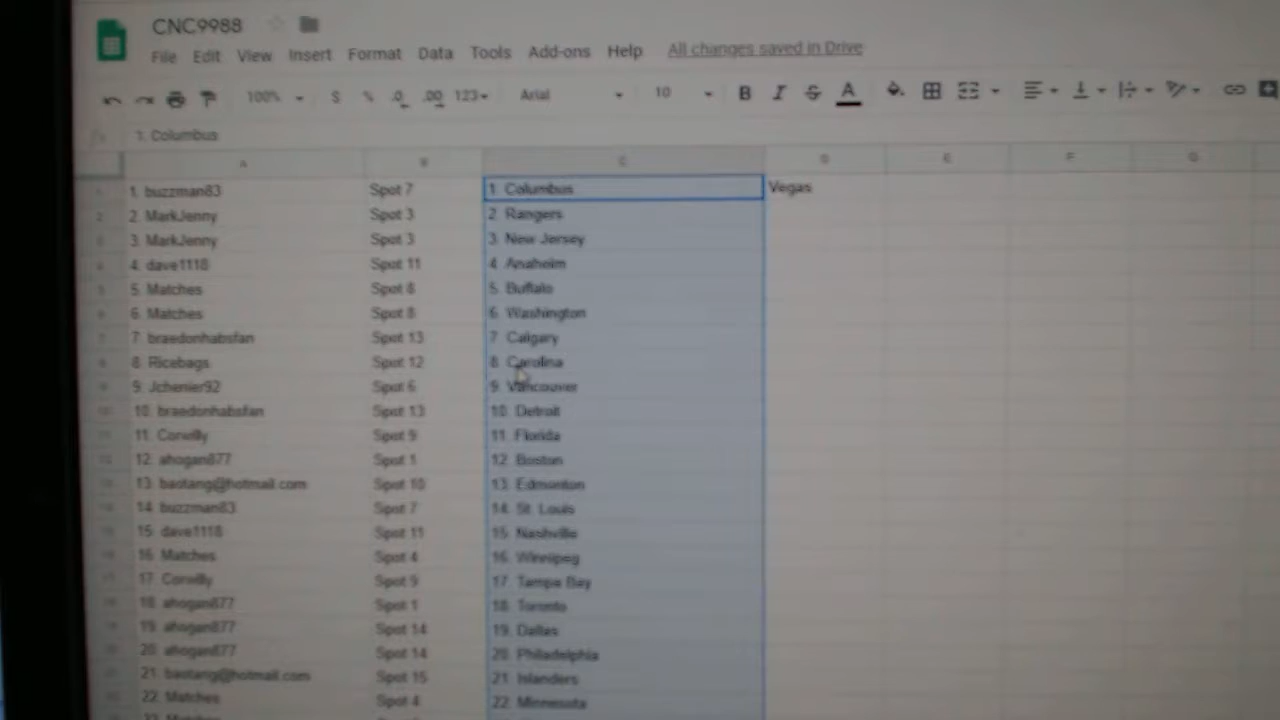 CNC9988
File Edit View Insert Format Data Tools Add-ons Help All changes saved in Drive
100% $ % .0 .00 123 Arial 10 B I S A
1. Columbus
A B C D E F G
1. buzzman83 Spot 7 1 Columbus Vegas
2. MarkJenny Spot 3 2 Rangers
3. MarkJenny Spot 3 3 New Jersey
4. dave1118 Spot 11 4 Anaheim
5. Matches Spot 8 5 Buffalo
6. Matches Spot 8 6 Washington
7. braedonhabsfan Spot 13 7 Calgary
8 Ricebags Spot 12 8 Carolina
9. Jchenier92 Spot 6 9 Vancouver
10. braedonhabsfan Spot 13 10 Detroit
11. Corwilly Spot 9 11 Florida
12. ahogan877 Spot 1 12 Boston
13. baotang@hotmail.com Spot 10 13 Edmonton
14. buzzman83 Spot 7 14 St. Louis
15. dave1118 Spot 11 15 Nashville
16. Matches Spot 4 16 Winnipeg
17. Corwilly Spot 9 17 Tampa Bay
18. ahogan877 Spot 1 18 Toronto
19. ahogan877 Spot 14 19 Dallas
20. ahogan877 Spot 14 20 Philadelphia
21. baotang@hotmail.com Spot 15 21 Islanders
22. Matches Spot 4 22 Minnesota